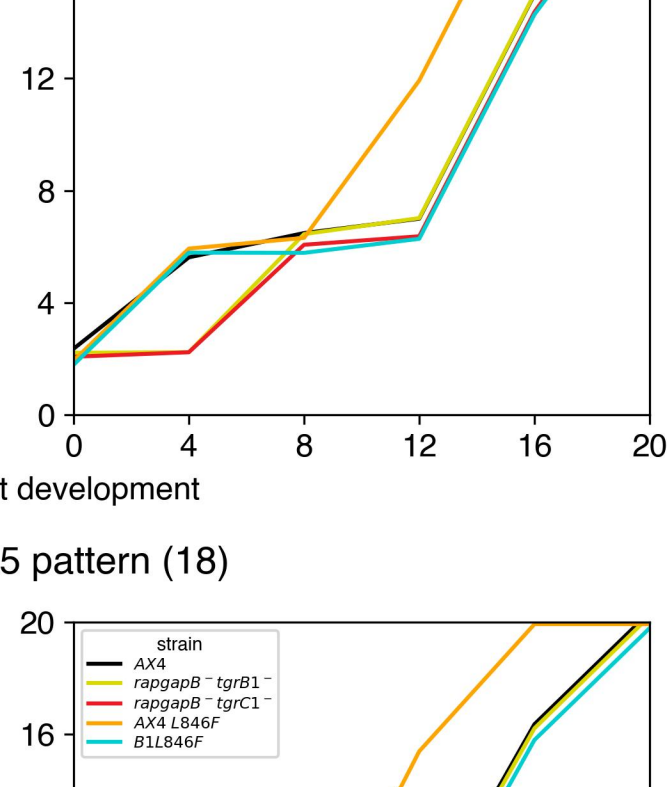 12
8
4
0
0 4 8 12 16 20
t development
5 pattern (18)
20
strain
AX4
rapgapB⁻tgrB1⁻
rapgapB⁻tgrC1⁻
AX4 L846F
B1L846F
16